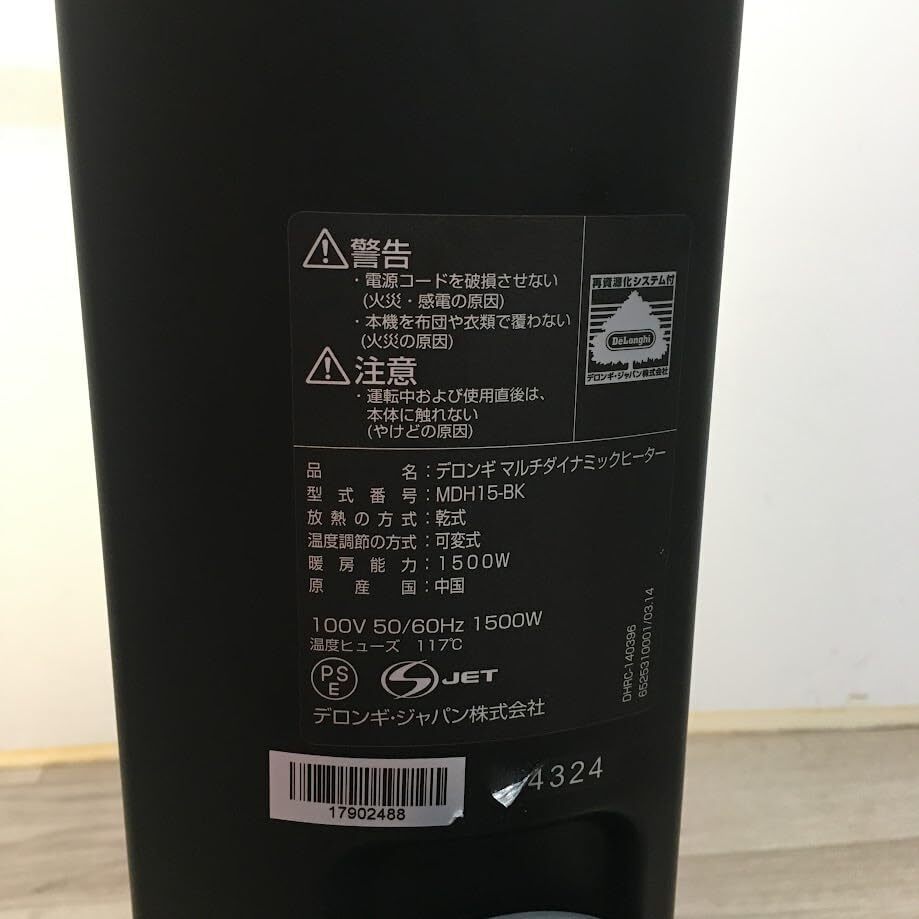 警告
・電源コードを破損させない
(火災・感電の原因)
・本機を布団や衣類で覆わない
(火災の原因)
注意
・運転中および使用直後は、
本体に触れない
(やけどの原因)
再資源化システム付
DeLonghi
デロンギ・ジャパン株式会社
品名：デロンギ マルチダイナミックヒーター
型式番号：MDH15-BK
放熱の方式：乾式
温度調節の方式：可変式
暖房能力：1500W
原産国：中国
100V 50/60Hz 1500W
温度ヒューズ 117℃
PS
E
S JET
デロンギ・ジャパン株式会社
DHRC-140396
6525310001/03.14
17902488
4324